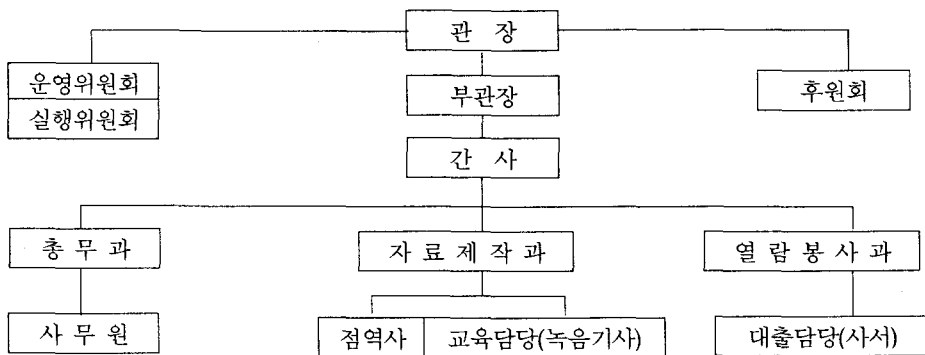 관 장
운영위원회
실행위원회
부관장
후원회
간 사
총 무 과
자 료 제 작 과
열 람 봉 사 과
사 무 원
점역사
교육담당(녹음기사)
대출담당(사서)